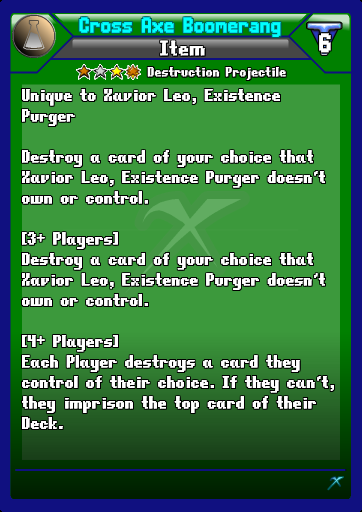 Cross Axe Boomerang
Item
6
Destruction Projectile
Unique to Xavior Leo, Existence
Purger
Destroy a card of your choice that
Xavior Leo, Existence Purger doesn't
own or control.
[3+ Players]
Destroy a card of your choice that
Xavior Leo, Existence Purger doesn't
own or control.
[4+ Players]
Each Player destroys a card they
control of their choice. If they can't,
they imprison the top card of their
Deck.